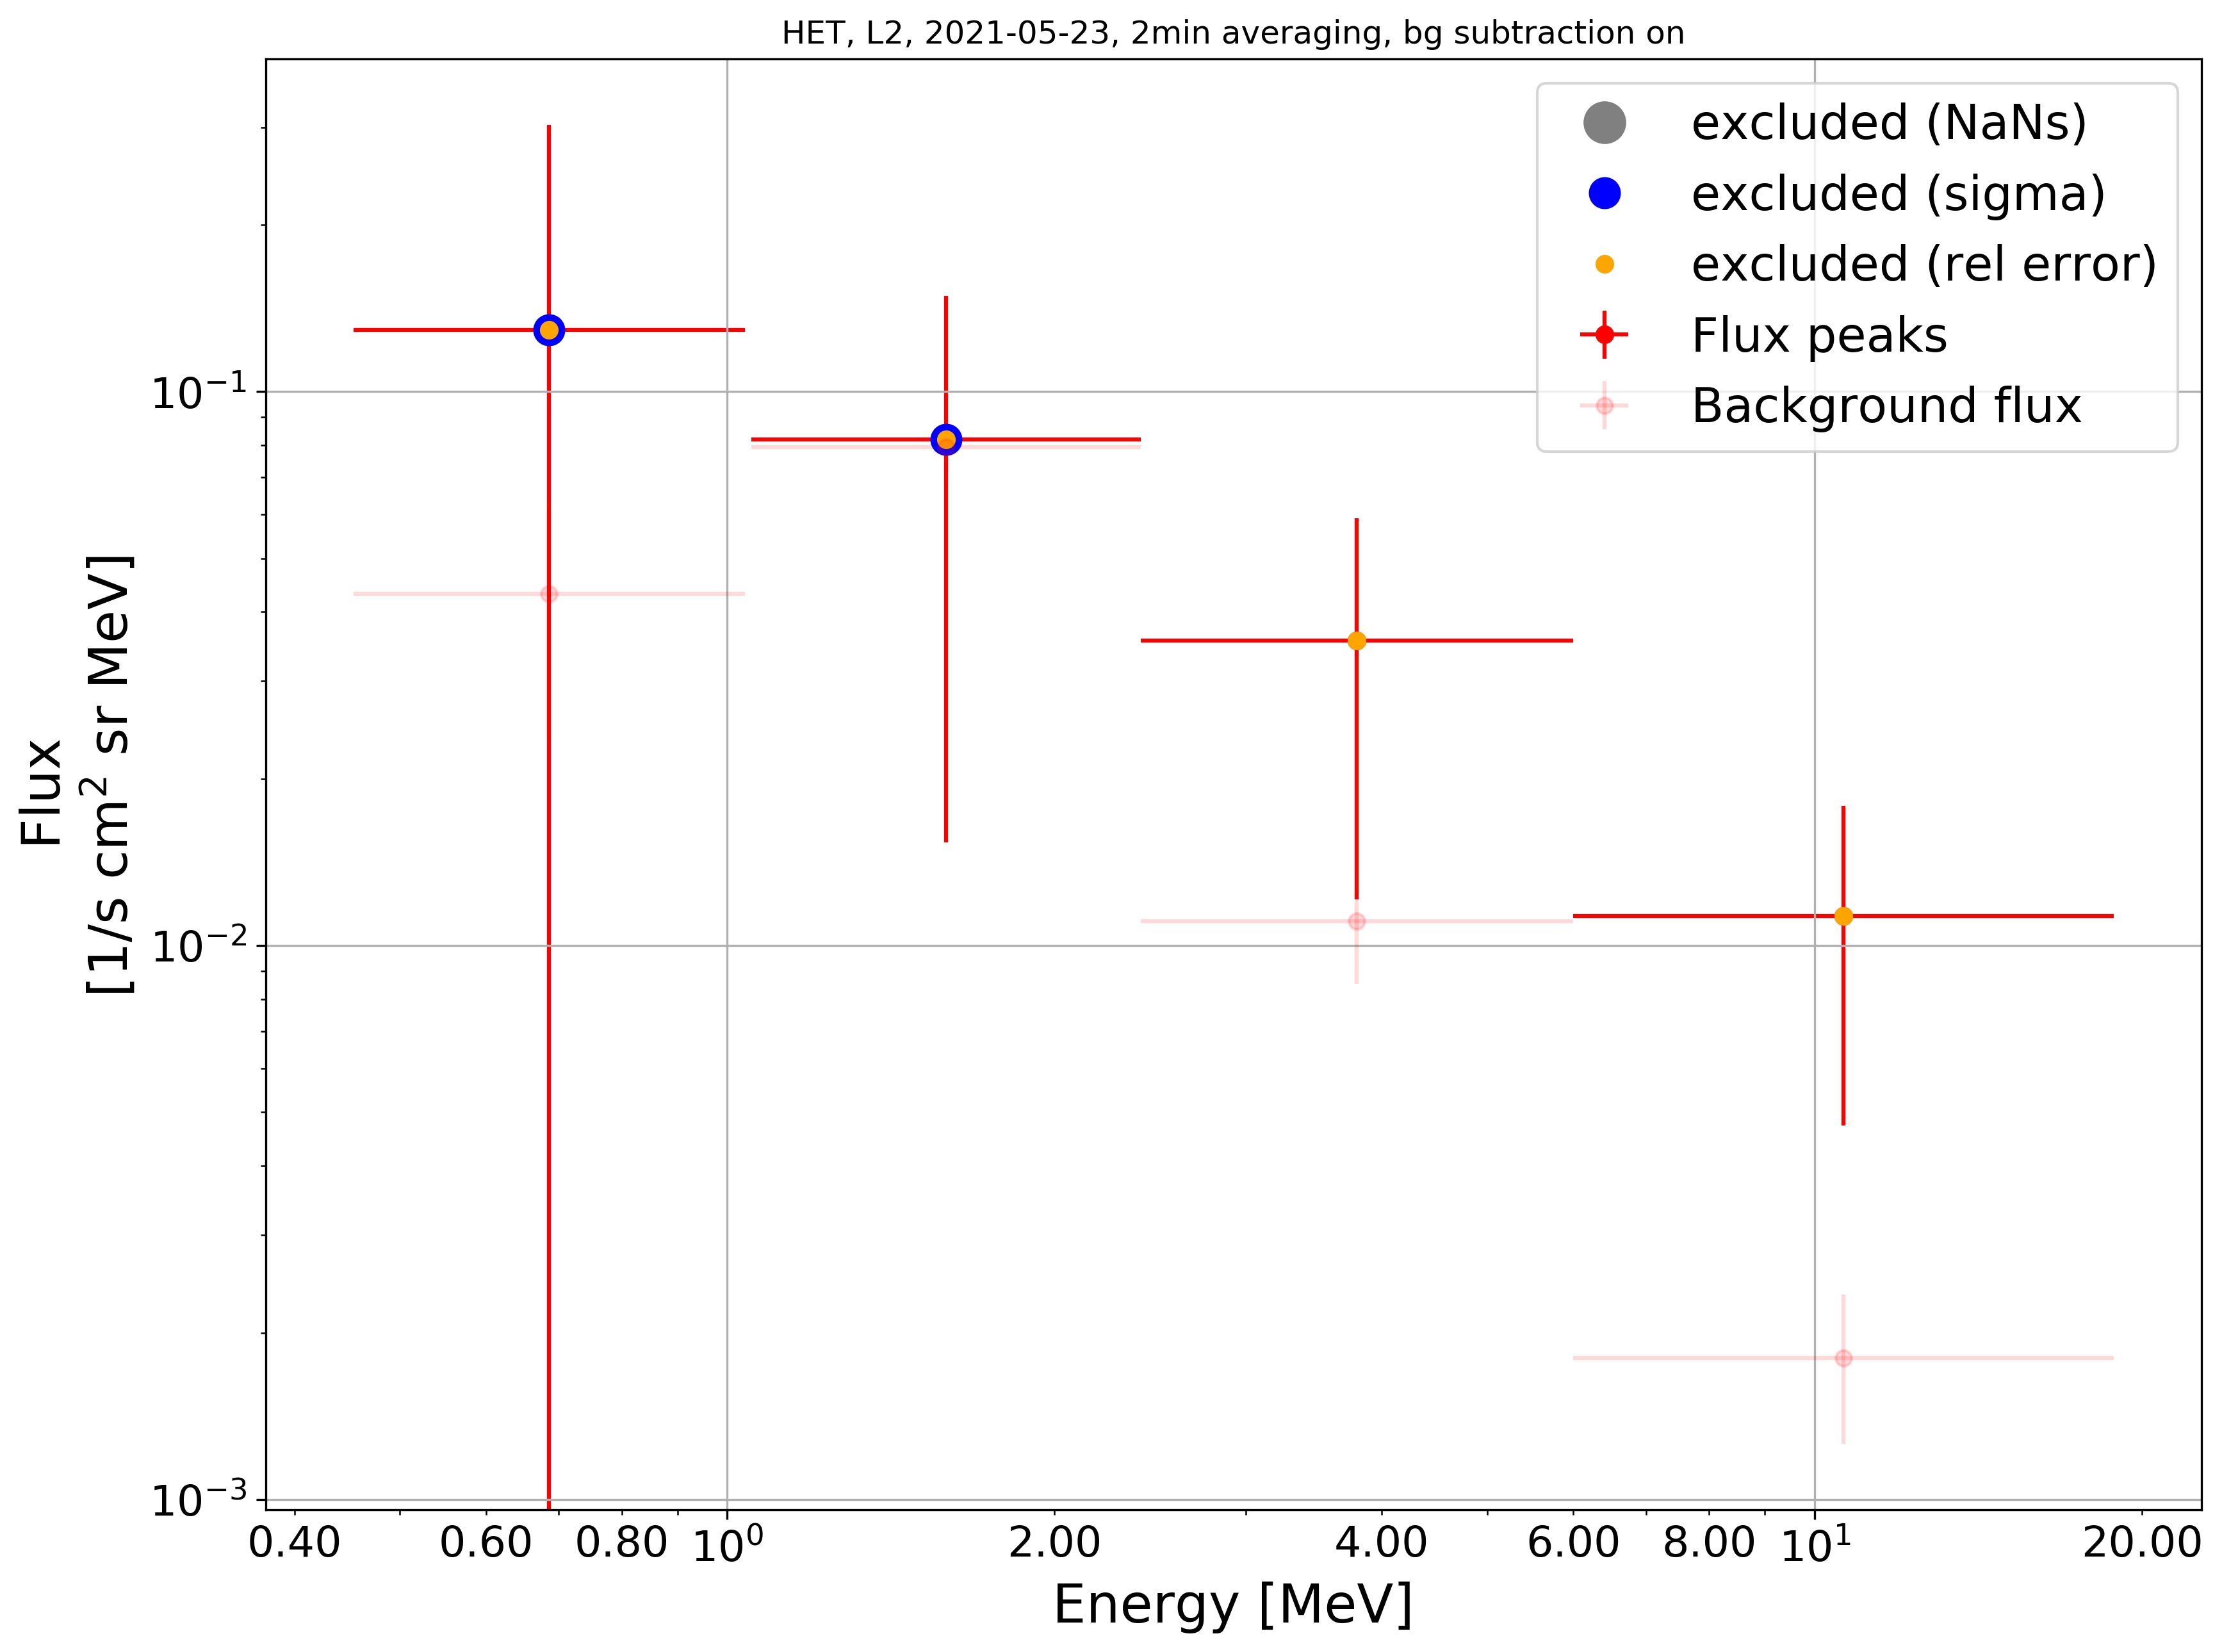 HET, L2, 2021-05-23, 2min averaging, bg subtraction on
excluded (NaNs)
excluded (sigma)
excluded (rel error)
Flux peaks
Background flux
Flux
[1/s cm² sr MeV]
10⁻¹
10⁻²
10⁻³
0.40 0.60 0.80 10⁰ 2.00 4.00 6.00 8.00 10¹ 20.00
Energy [MeV]